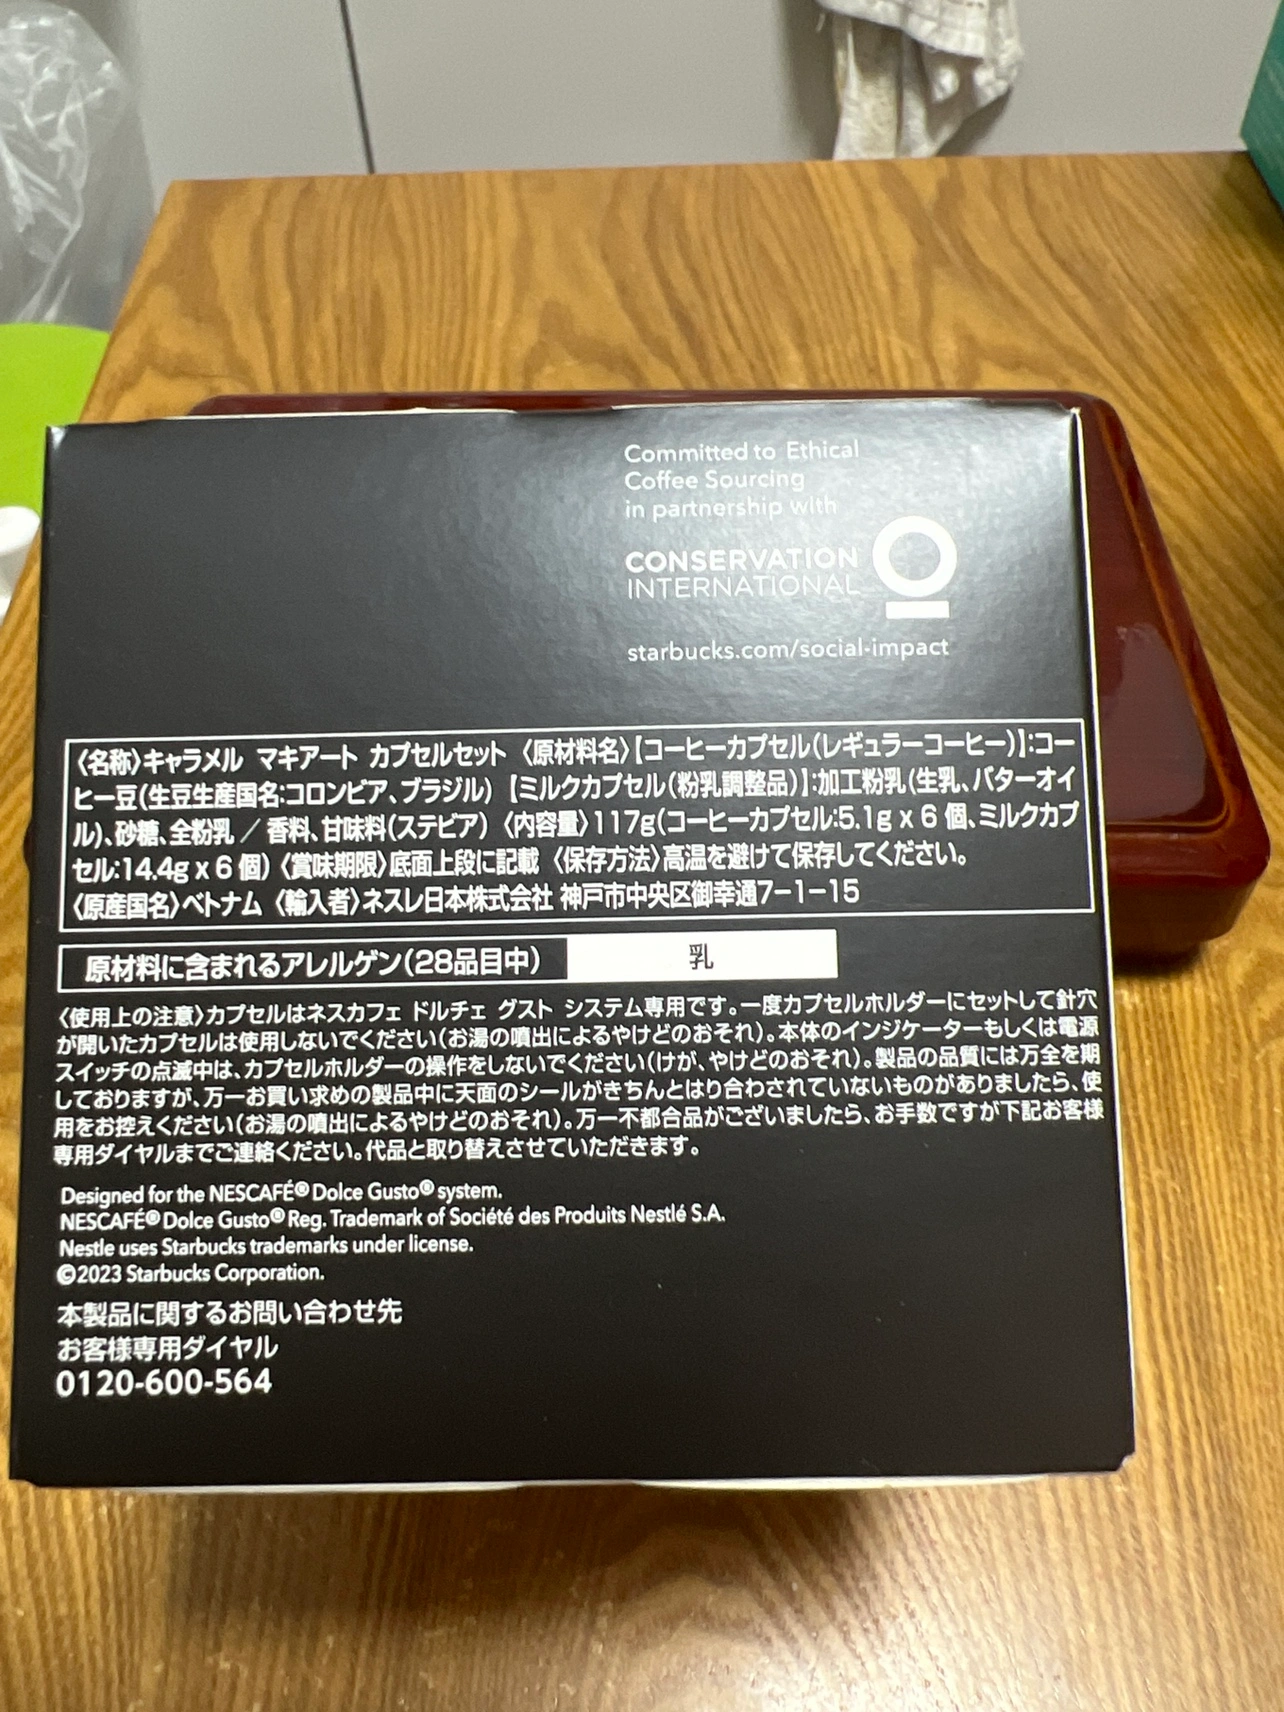 Committed to Ethical
Coffee Sourcing
in partnership with
CONSERVATION
INTERNATIONAL
starbucks.com/social-impact
〈名称〉キャラメル マキアート カプセルセット 〈原材料名〉【コーヒーカプセル(レギュラーコーヒー)】:コー
ヒー豆(生豆生産国名:コロンビア、ブラジル) 【ミルクカプセル(粉乳調整品)】:加工粉乳(生乳、バターオイ
ル)、砂糖、全粉乳 / 香料、甘味料(ステビア) 〈内容量〉117g(コーヒーカプセル:5.1g x 6 個、ミルクカプ
セル:14.4g x 6 個) 〈賞味期限〉底面上段に記載 〈保存方法〉高温を避けて保存してください。
〈原産国名〉ベトナム 〈輸入者〉ネスレ日本株式会社 神戸市中央区御幸通7-1-15
原材料に含まれるアレルゲン(28品目中) 乳
〈使用上の注意〉カプセルはネスカフェ ドルチェ グスト システム専用です。一度カプセルホルダーにセットして針穴
が開いたカプセルは使用しないでください(お湯の噴出によるやけどのおそれ)。本体のインジケーターもしくは電源
スイッチの点滅中は、カプセルホルダーの操作をしないでください(けが、やけどのおそれ)。製品の品質には万全を期
しておりますが、万一お買い求めの製品中に天面のシールがきちんとはり合わされていないものがありましたら、使
用をお控えください(お湯の噴出によるやけどのおそれ)。万一不都合品がございましたら、お手数ですが下記お客様
専用ダイヤルまでご連絡ください。代品と取り替えさせていただきます。
Designed for the NESCAFÉ® Dolce Gusto® system.
NESCAFÉ® Dolce Gusto® Reg. Trademark of Société des Produits Nestlé S.A.
Nestle uses Starbucks trademarks under license.
©2023 Starbucks Corporation.
本製品に関するお問い合わせ先
お客様専用ダイヤル
0120-600-564